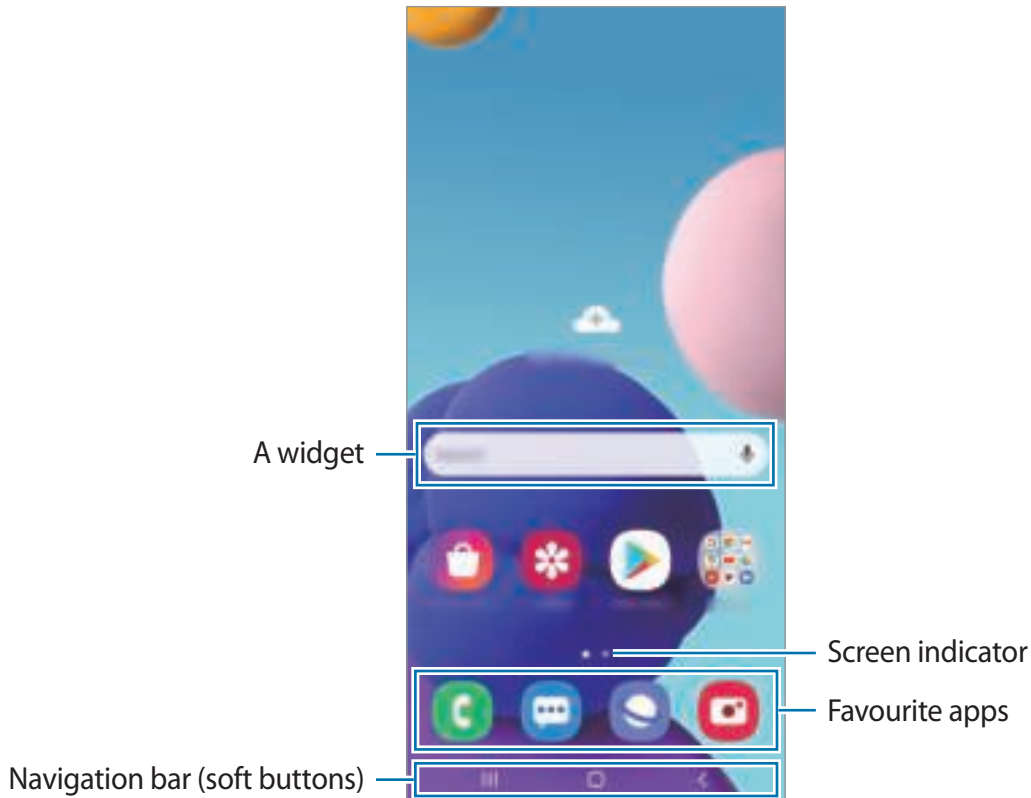 A widget
Screen indicator
Favourite apps
Navigation bar (soft buttons)